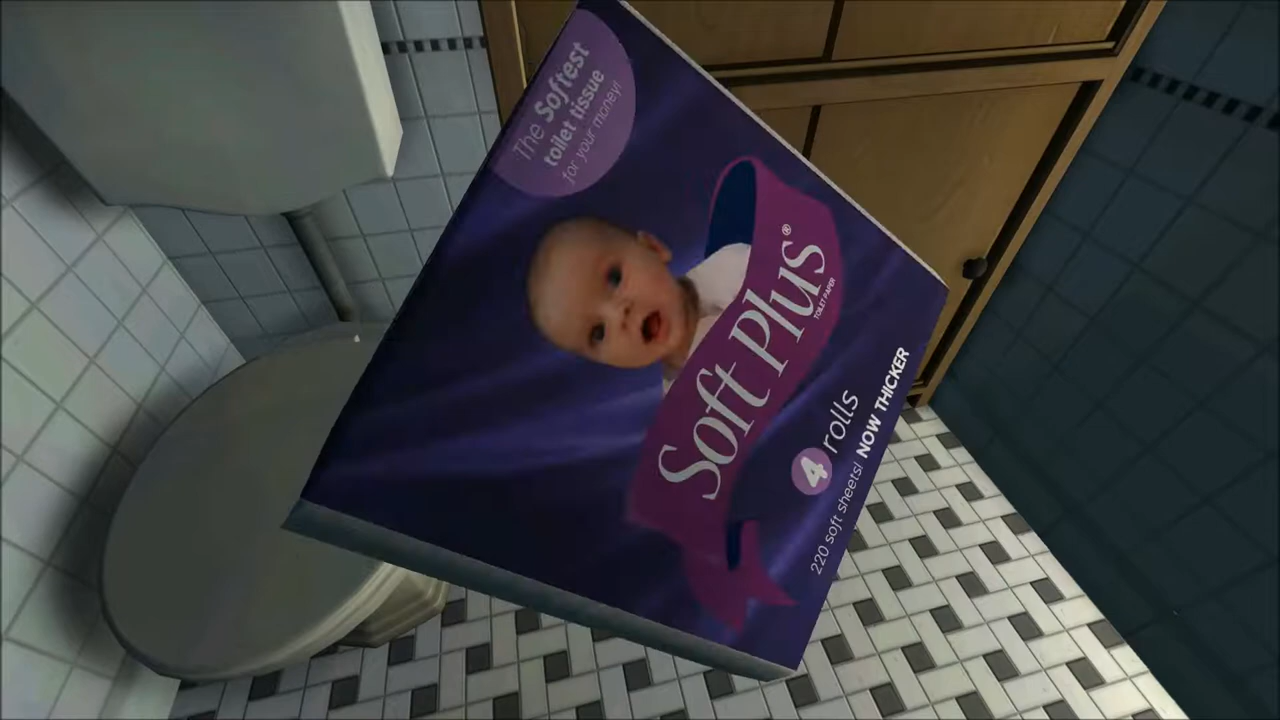 The Softest
toilet tissue
for your money!
Soft Plus®
TOILET PAPER
4 rolls
220 soft sheets! NOW THICKER